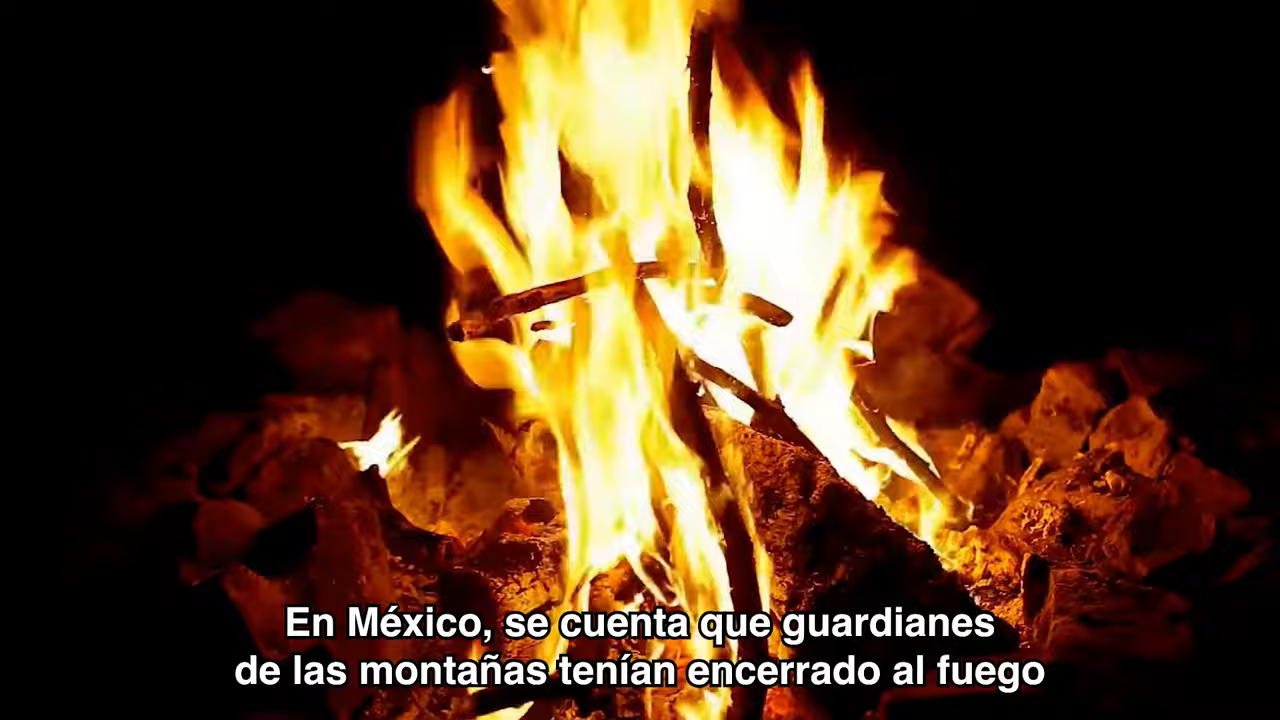 En México, se cuenta que guardianes
de las montañas tenían encerrado al fuego